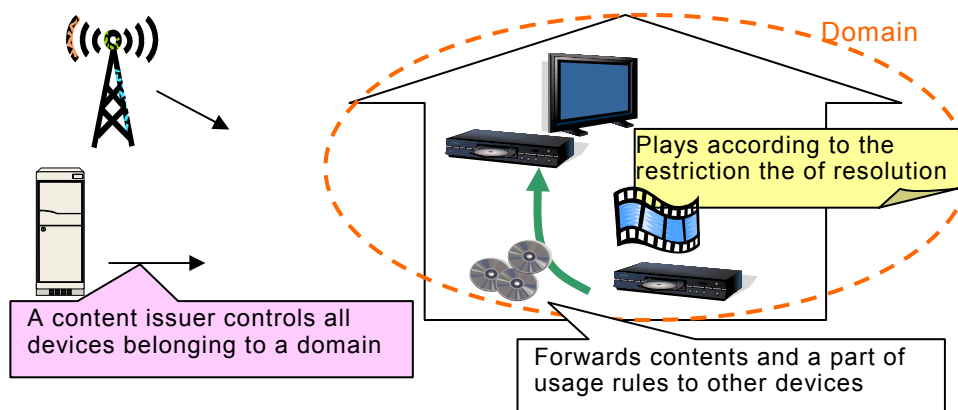 Domain
Plays according to the
restriction the of resolution
A content issuer controls all
devices belonging to a domain
Forwards contents and a part of
usage rules to other devices